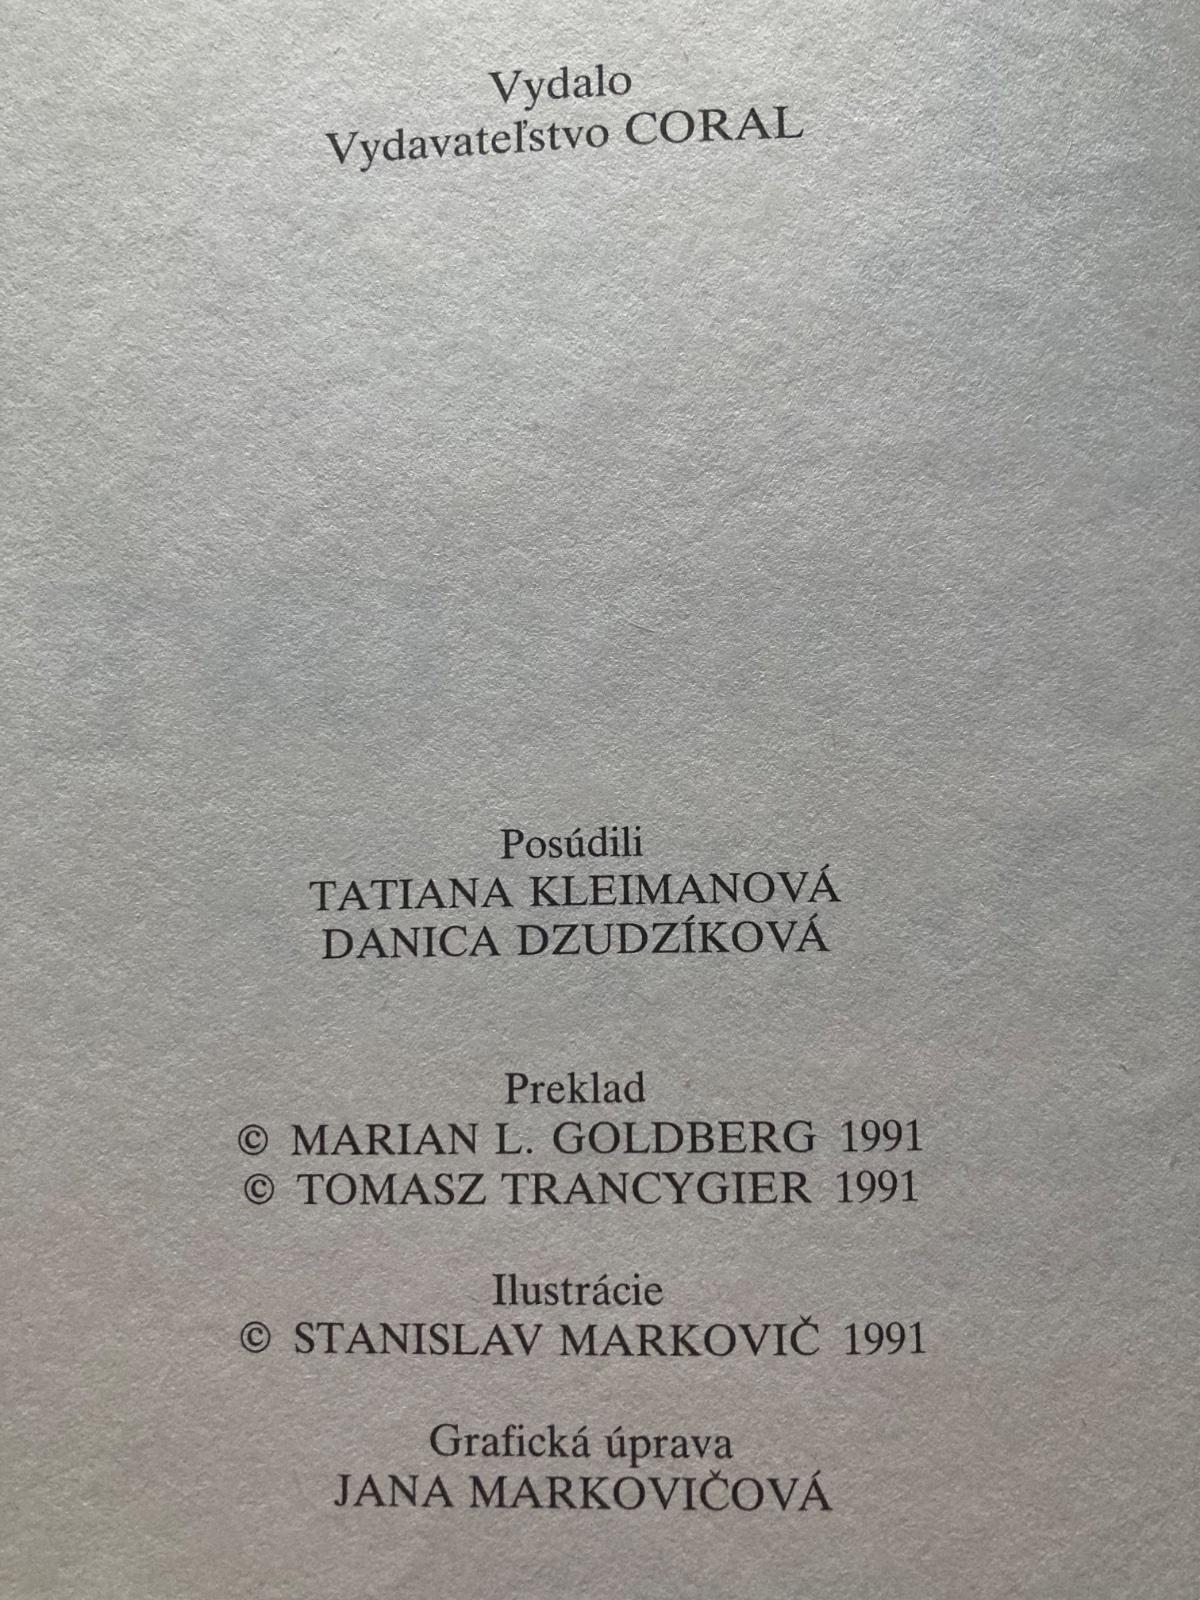 Vydalo
Vydavateľstvo CORAL
Posúdili
TATIANA KLEIMANOVÁ
DANICA DZUDZÍKOVÁ
Preklad
© MARIAN L. GOLDBERG 1991
© TOMASZ TRANCYGIER 1991
Ilustrácie
© STANISLAV MARKOVIČ 1991
Grafická úprava
JANA MARKOVIČOVÁ